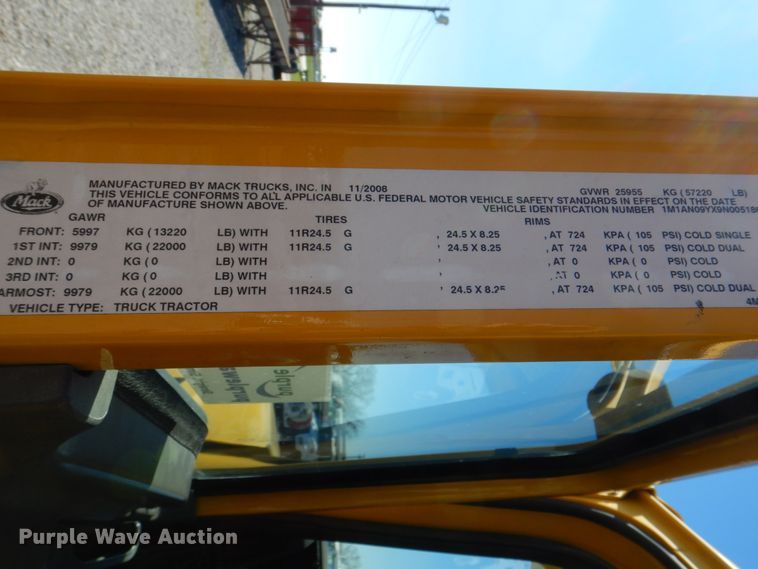 Mack
MANUFACTURED BY MACK TRUCKS, INC. IN 11/2008 GVWR 25955 KG (57220 LB)
THIS VEHICLE CONFORMS TO ALL APPLICABLE U.S. FEDERAL MOTOR VEHICLE SAFETY STANDARDS IN EFFECT ON THE DATE
OF MANUFACTURE SHOWN ABOVE. VEHICLE IDENTIFICATION NUMBER 1M1AN09YX9N00518
GAWR TIRES RIMS
FRONT: 5997 KG (13220 LB) WITH 11R24.5 G , 24.5 X 8.25 , AT 724 KPA ( 105 PSI) COLD SINGLE
1ST INT: 9979 KG (22000 LB) WITH 11R24.5 G , 24.5 X 8.25 , AT 724 KPA ( 105 PSI) COLD DUAL
2ND INT: 0 KG (0 LB) WITH , , AT 0 KPA ( 0 PSI) COLD
3RD INT: 0 KG (0 LB) WITH , , AT 0 KPA ( 0 PSI) COLD
ARMOST: 9979 KG (22000 LB) WITH 11R24.5 G , 24.5 X 8.25 , AT 724 KPA ( 105 PSI) COLD DUAL
VEHICLE TYPE: TRUCK TRACTOR 4M
Purple Wave Auction